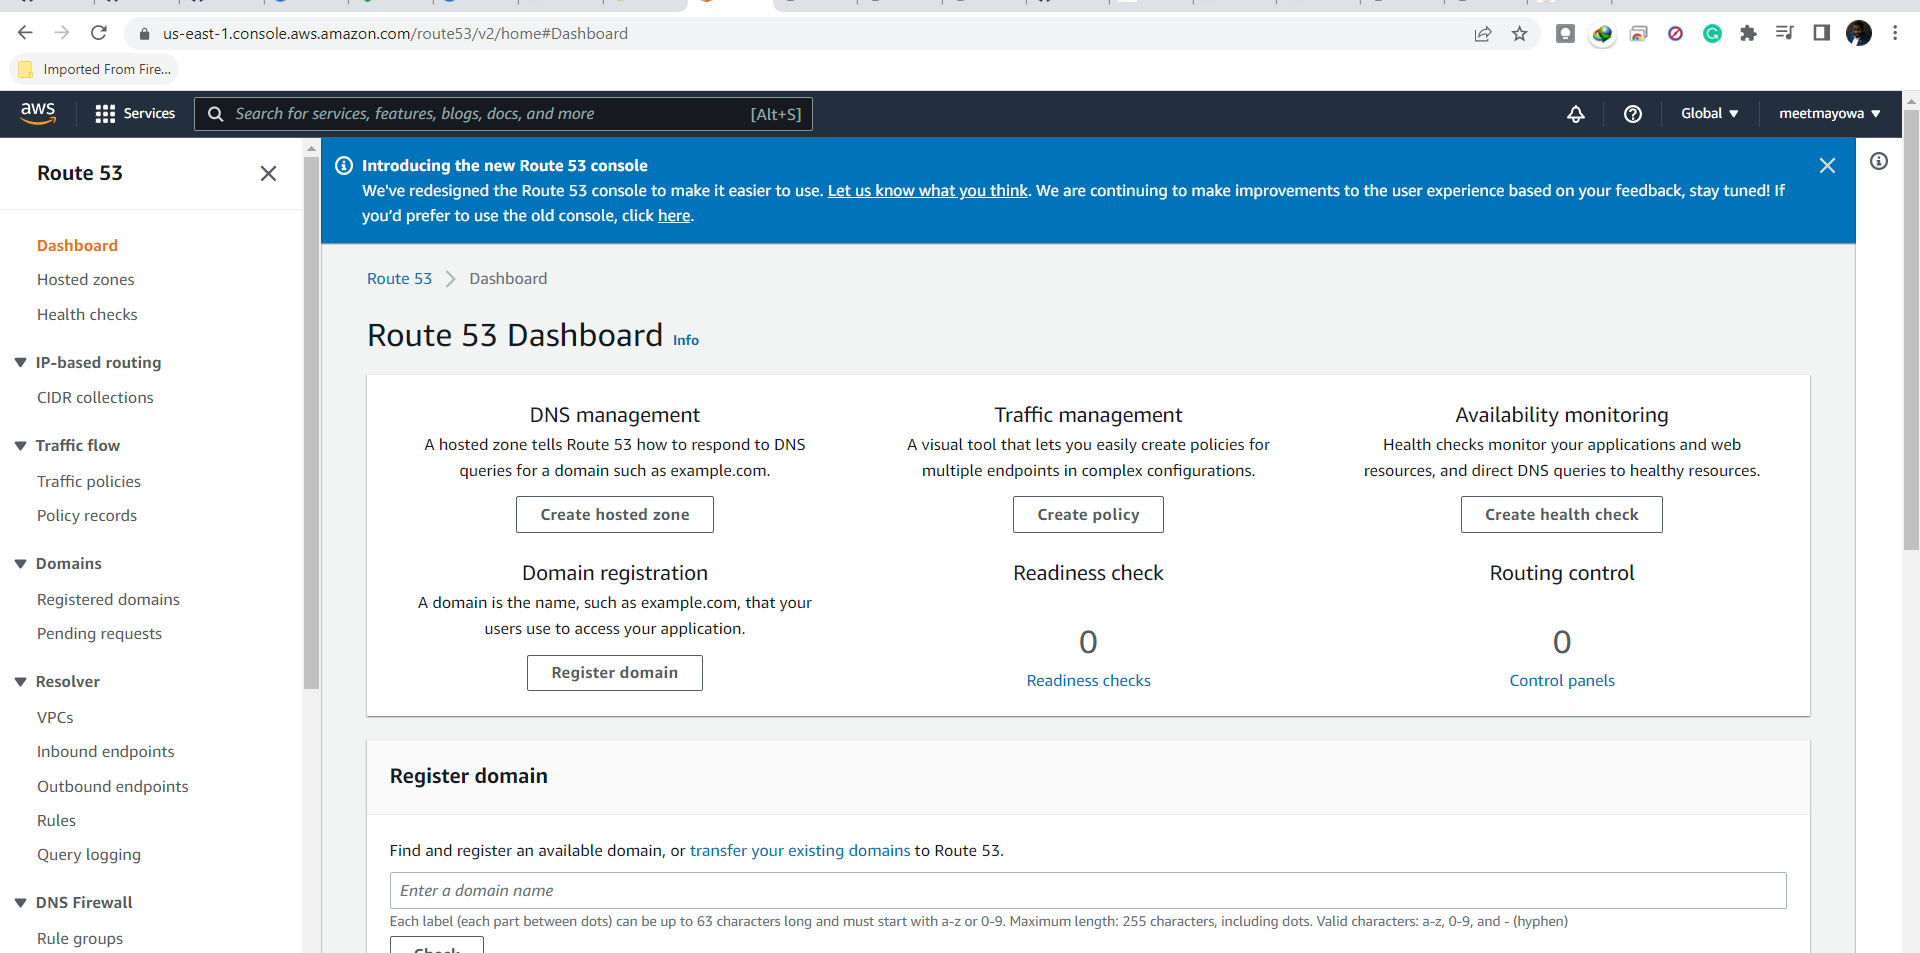 us-east-1.console.aws.amazon.com/route53/v2/home#Dashboard
Imported From Fire...
aws
Services
Search for services, features, blogs, docs, and more
[Alt+S]
Global
meetmayowa
Route 53
Dashboard
Hosted zones
Health checks
IP-based routing
CIDR collections
Traffic flow
Traffic policies
Policy records
Domains
Registered domains
Pending requests
Resolver
VPCs
Inbound endpoints
Outbound endpoints
Rules
Query logging
DNS Firewall
Rule groups
Introducing the new Route 53 console
We've redesigned the Route 53 console to make it easier to use. Let us know what you think. We are continuing to make improvements to the user experience based on your feedback, stay tuned! If
you'd prefer to use the old console, click here.
Route 53 > Dashboard
Route 53 Dashboard Info
DNS management
A hosted zone tells Route 53 how to respond to DNS
queries for a domain such as example.com.
Create hosted zone
Traffic management
A visual tool that lets you easily create policies for
multiple endpoints in complex configurations.
Create policy
Availability monitoring
Health checks monitor your applications and web
resources, and direct DNS queries to healthy resources.
Create health check
Domain registration
A domain is the name, such as example.com, that your
users use to access your application.
Register domain
Readiness check
0
Readiness checks
Routing control
0
Control panels
Register domain
Find and register an available domain, or transfer your existing domains to Route 53.
Enter a domain name
Each label (each part between dots) can be up to 63 characters long and must start with a-z or 0-9. Maximum length: 255 characters, including dots. Valid characters: a-z, 0-9, and - (hyphen)
Check